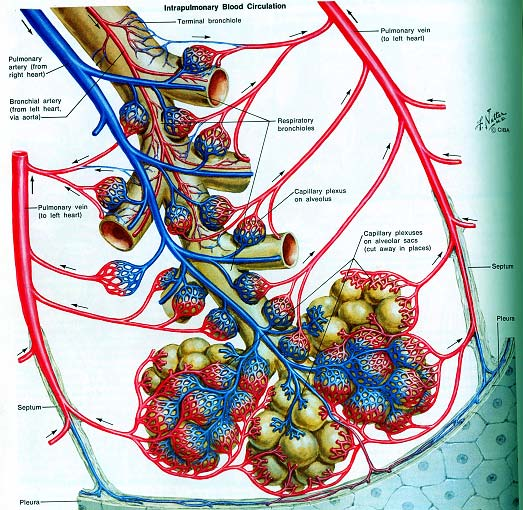 Intrapulmonary Blood Circulation
Terminal bronchiole
Pulmonary vein
(to left heart)
Pulmonary
artery (from
right heart)
Bronchial artery
(from left heart,
via aorta)
F. Netter
M.D.
© CIBA
Respiratory
bronchioles
Capillary plexus
on alveolus
Pulmonary vein
(to left heart)
Capillary plexuses
on alveolar sacs
(cut away in places)
Septum
Pleura
Septum
Pleura